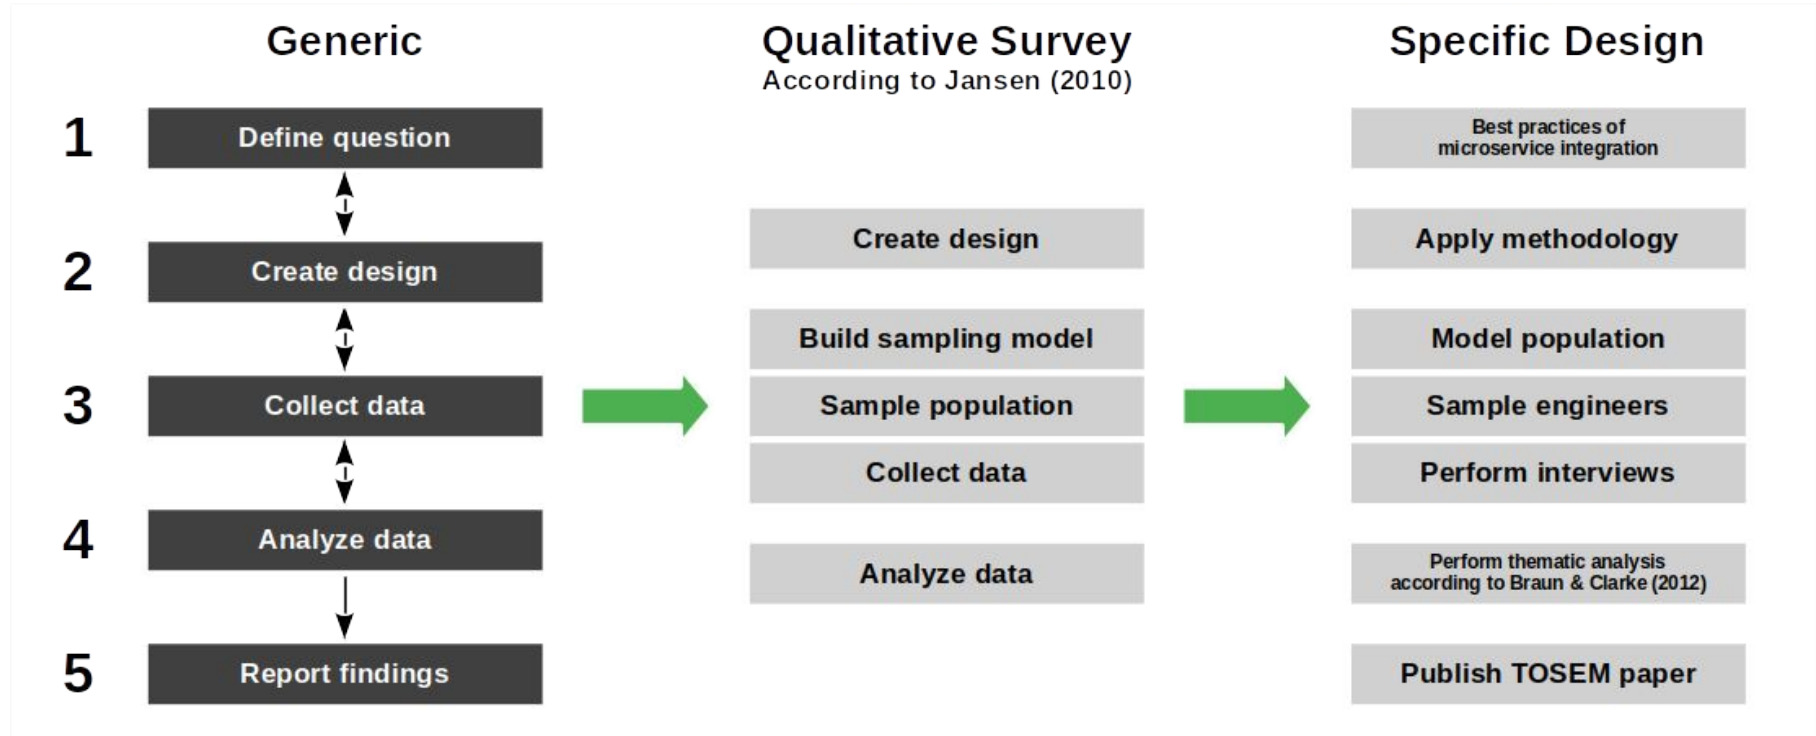 Generic
1
Define question
2
Create design
3
Collect data
4
Analyze data
5
Report findings
Qualitative Survey
According to Jansen (2010)
Create design
Build sampling model
Sample population
Collect data
Analyze data
Specific Design
Best practices of
microservice integration
Apply methodology
Model population
Sample engineers
Perform interviews
Perform thematic analysis
according to Braun & Clarke (2012)
Publish TOSEM paper